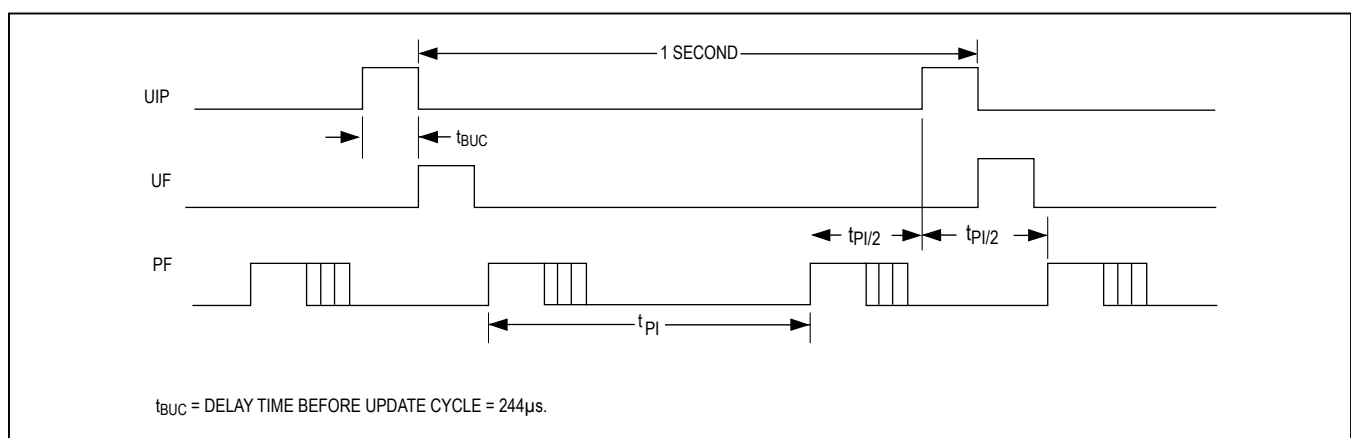 1 SECOND
UIP
tBUC
UF
tPI/2 tPI/2
PF
tPI
tBUC = DELAY TIME BEFORE UPDATE CYCLE = 244µs.